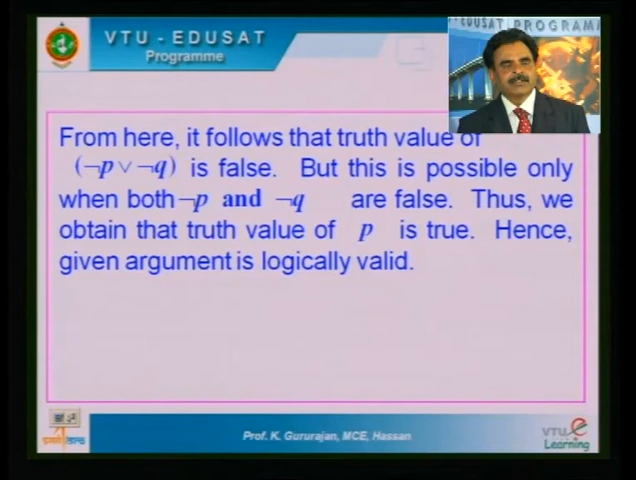 VTU - EDUSAT
Programme
EDUSAT PROGRAM
From here, it follows that truth value of
(¬p ∨ ¬q) is false. But this is possible only
when both ¬p and ¬q are false. Thus, we
obtain that truth value of p is true. Hence,
given argument is logically valid.
Prof. K. Gururajan, MCE, Hassan
VTU e
Learning